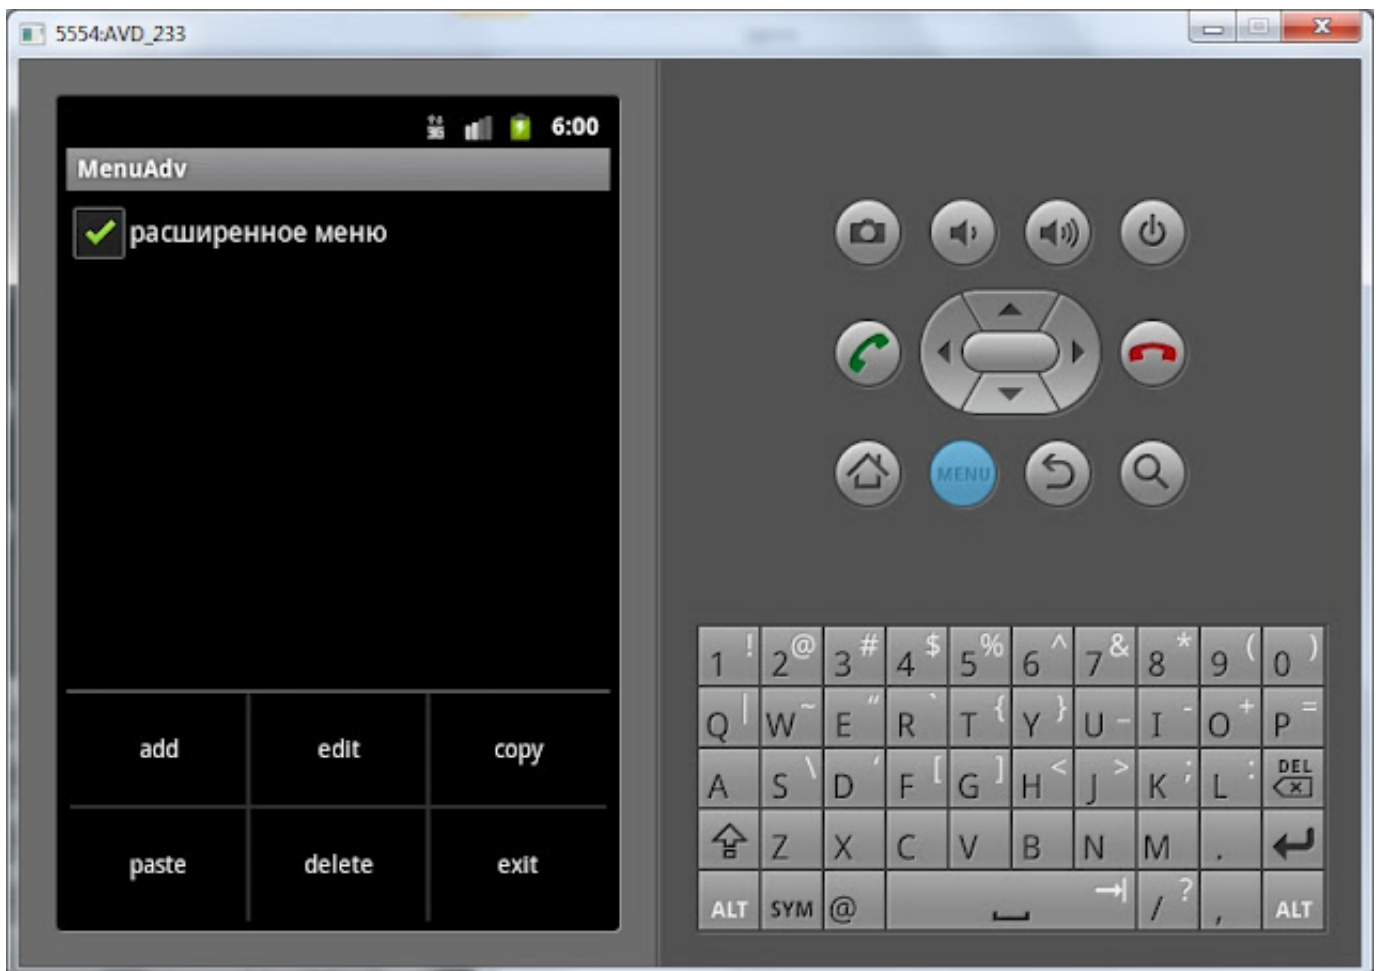 5554:AVD_233
3G 6:00
MenuAdv
расширенное меню
add edit copy
paste delete exit
MENU
1 ! 2 @ 3 # 4 $ 5 % 6 ^ 7 & 8 * 9 ( 0 )
Q | W ~ E " R ` T { Y } U _ I - O + P =
A S \ D ' F [ G ] H < J > K ; L : DEL
Z X C V B N M .
ALT SYM @ / ? , ALT